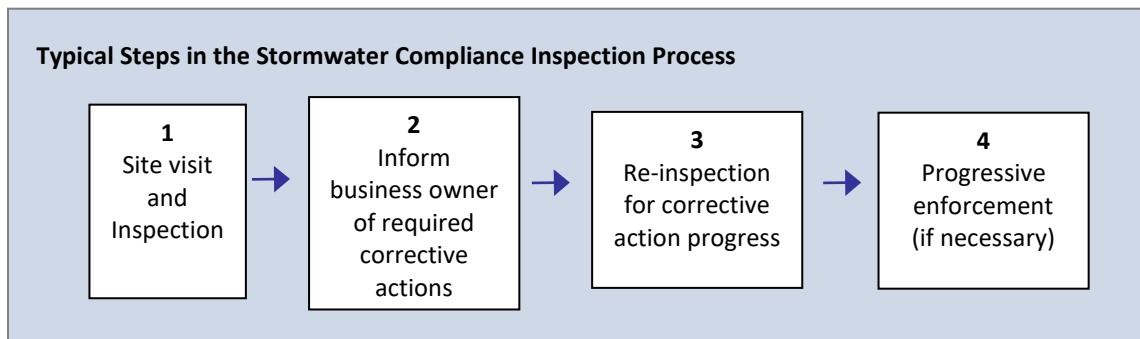 Typical Steps in the Stormwater Compliance Inspection Process
1
Site visit
and
Inspection
2
Inform
business owner
of required
corrective
actions
3
Re-inspection
for corrective
action progress
4
Progressive
enforcement
(if necessary)